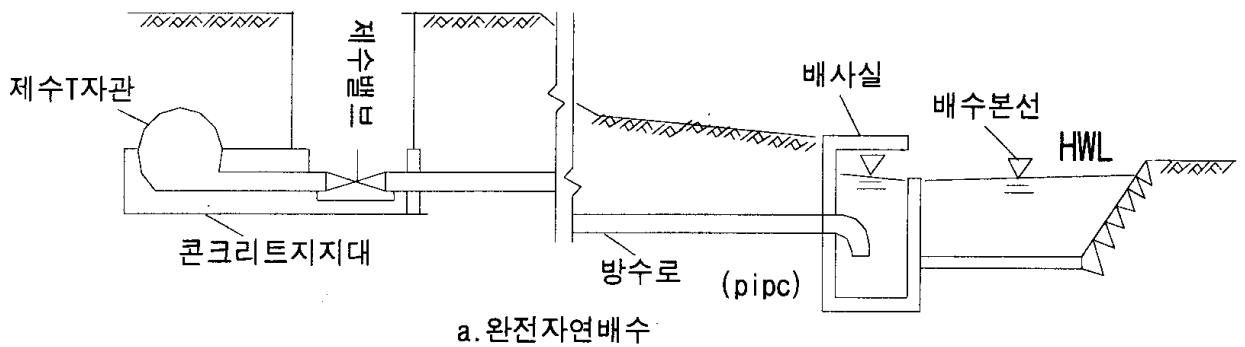 제수T자관
제수밸브
배사실
배수본선
HWL
콘크리트지지대
방수로
(pipc)
a.완전자연배수